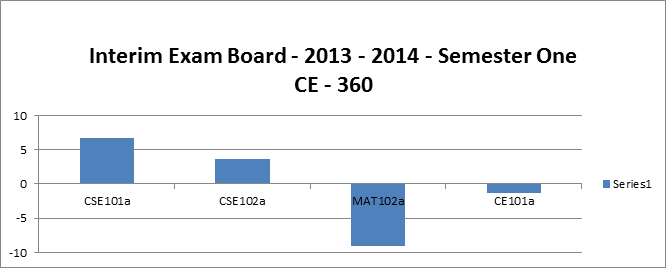 Interim Exam Board - 2013 - 2014 - Semester One
CE - 360
10
5
0
-5
-10
CSE101a
CSE102a
MAT102a
CE101a
Series1